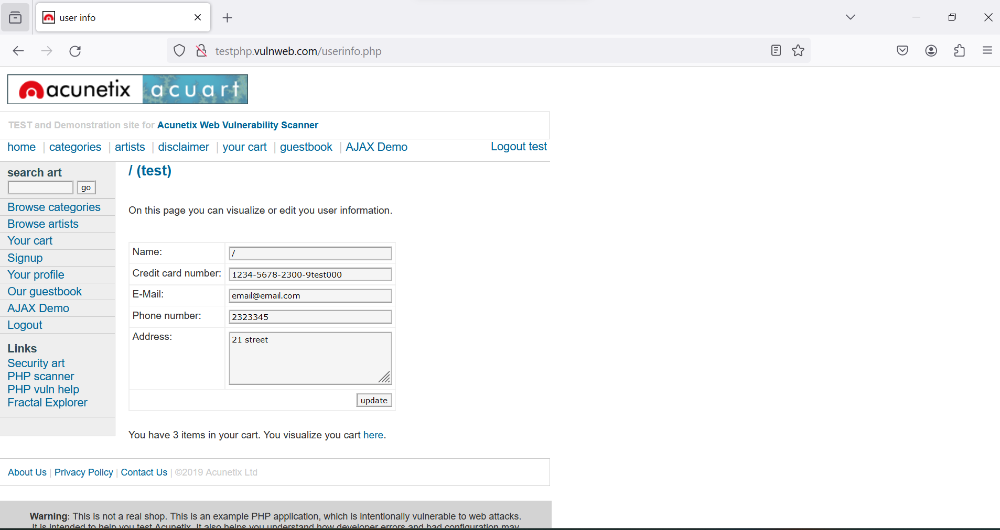 user info
testphp.vulnweb.com/userinfo.php
acunetix acuart
TEST and Demonstration site for Acunetix Web Vulnerability Scanner
home | categories | artists | disclaimer | your cart | guestbook | AJAX Demo
Logout test
search art
go
Browse categories
Browse artists
Your cart
Signup
Your profile
Our guestbook
AJAX Demo
Logout
Links
Security art
PHP scanner
PHP vuln help
Fractal Explorer
/ (test)
On this page you can visualize or edit you user information.
Name: /
Credit card number: 1234-5678-2300-9test000
E-Mail: email@email.com
Phone number: 2323345
Address: 21 street
update
You have 3 items in your cart. You visualize you cart here.
About Us | Privacy Policy | Contact Us | ©2019 Acunetix Ltd
Warning: This is not a real shop. This is an example PHP application, which is intentionally vulnerable to web attacks.
It is intended to help you test Acunetix. It also helps you understand how developer errors and bad configuration may